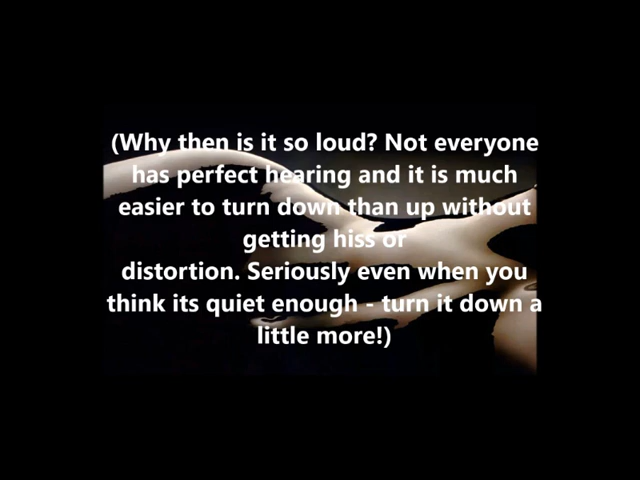 (Why then is it so loud? Not everyone
has perfect hearing and it is much
easier to turn down than up without
getting hiss or
distortion. Seriously even when you
think its quiet enough - turn it down a
little more!)